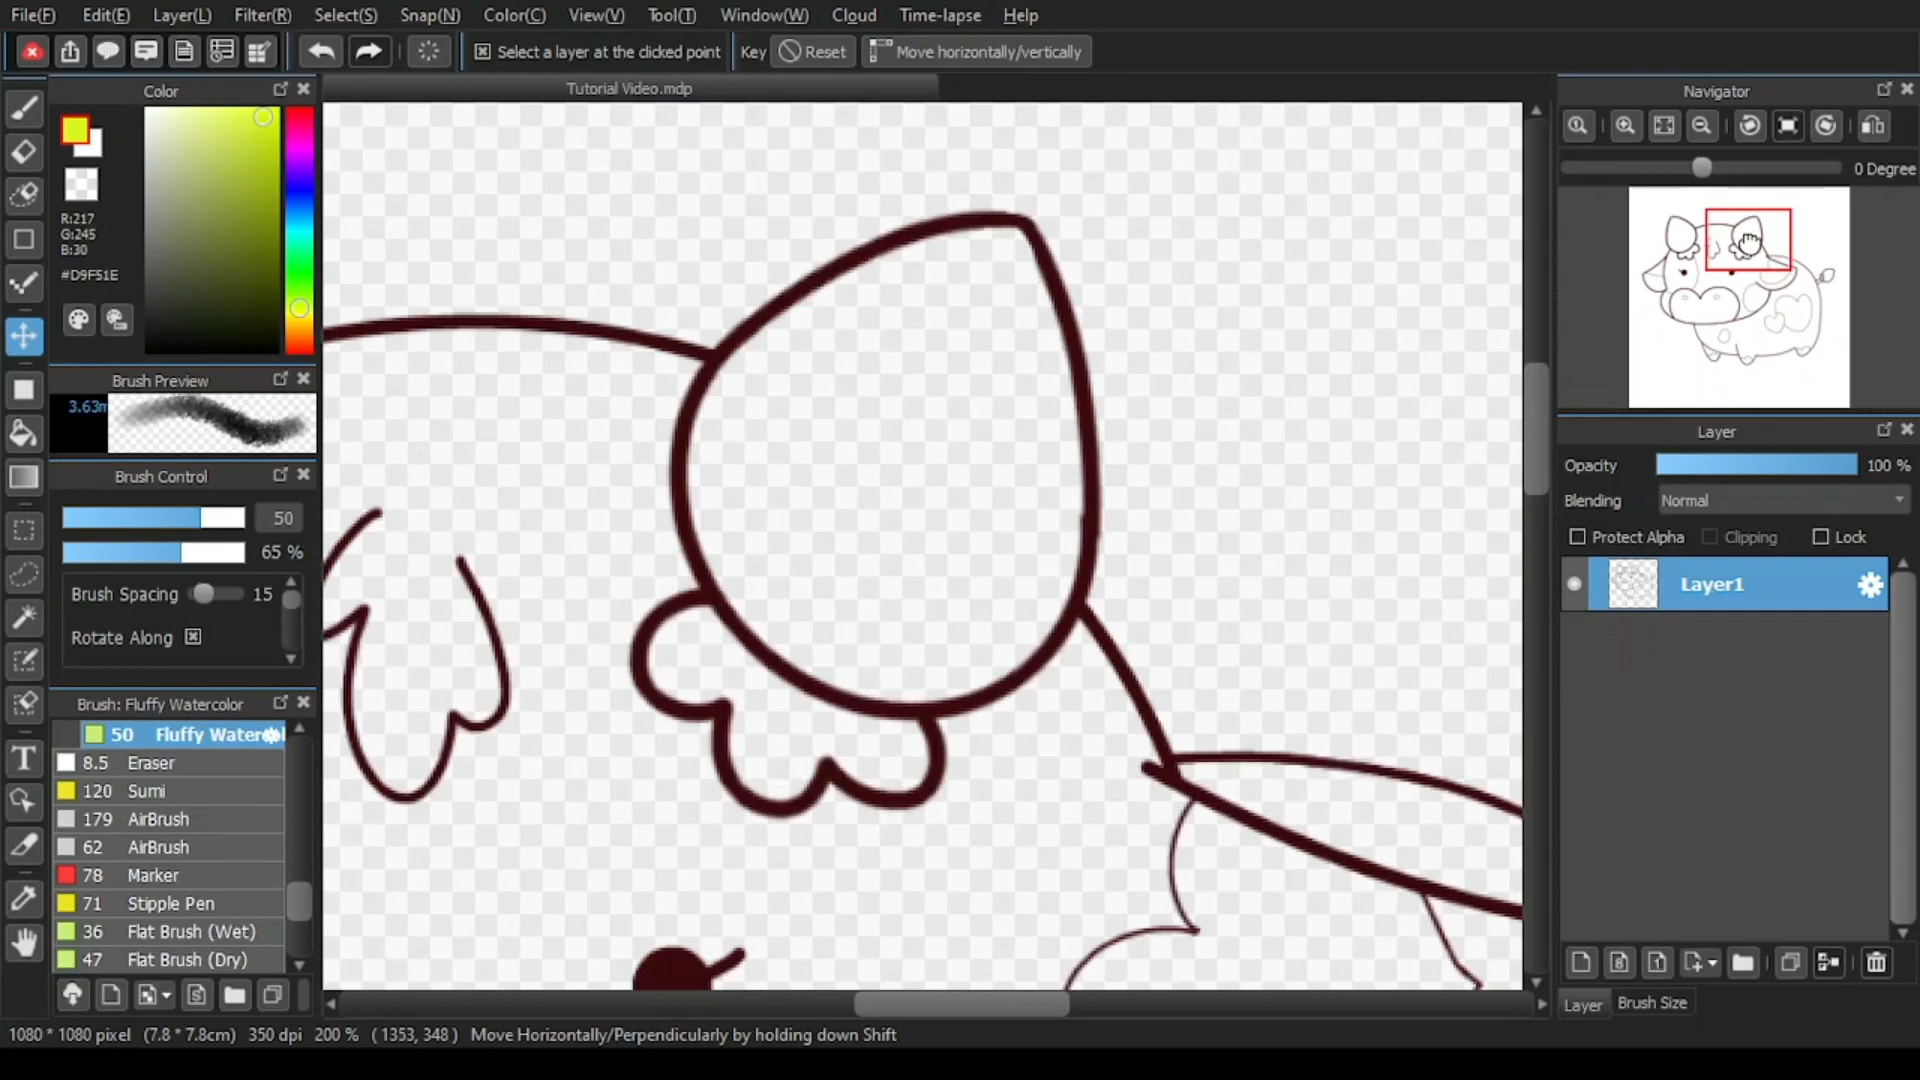 File(F) Edit(E) Layer(L) Filter(R) Select(S) Snap(N) Color(C) View(V) Tool(T) Window(W) Cloud Time-lapse Help
Select a layer at the clicked point Key Reset Move horizontally/vertically
Color
Tutorial Video.mdp
Navigator
0 Degree
R:217
G:245
B:30
#D9F51E
Brush Preview
3.63m
Layer
Opacity 100 %
Blending Normal
Protect Alpha Clipping Lock
Layer1
Brush Control
50
65 %
Brush Spacing 15
Rotate Along
Brush: Fluffy Watercolor
50 Fluffy Watercol
8.5 Eraser
120 Sumi
179 AirBrush
62 AirBrush
78 Marker
71 Stipple Pen
36 Flat Brush (Wet)
47 Flat Brush (Dry)
Layer Brush Size
1080 * 1080 pixel (7.8 * 7.8cm) 350 dpi 200 % ( 1353, 348 ) Move Horizontally/Perpendicularly by holding down Shift